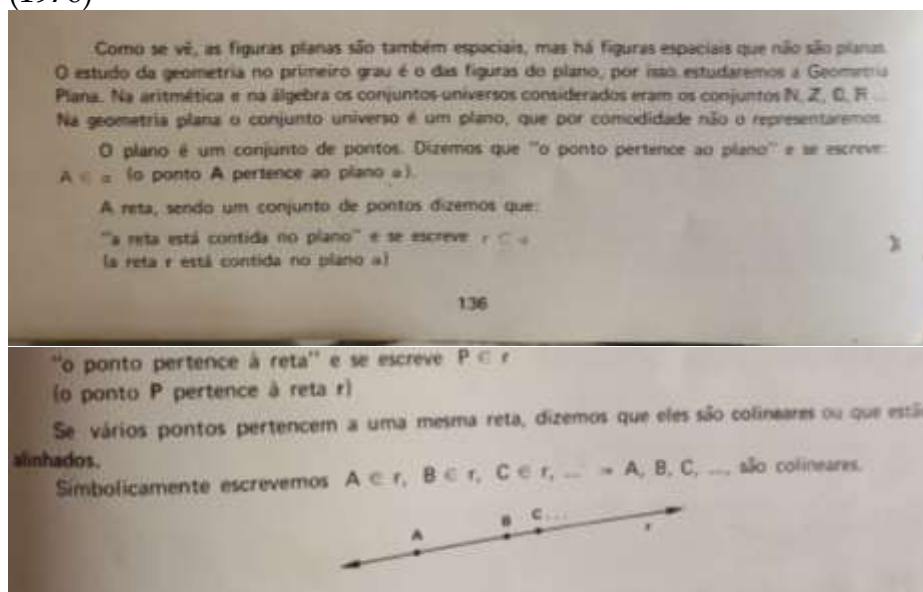 (1976)
Como se vê, as figuras planas são também espaciais, mas há figuras espaciais que não são planas.
O estudo da geometria no primeiro grau é o das figuras do plano, por isso estudaremos a Geometria
Plana. Na aritmética e na álgebra os conjuntos-universos considerados eram os conjuntos N, Z, Q, R ...
Na geometria plana o conjunto universo é um plano, que por comodidade não o representaremos.
O plano é um conjunto de pontos. Dizemos que "o ponto pertence ao plano" e se escreve:
A ∈ α (o ponto A pertence ao plano α).
A reta, sendo um conjunto de pontos dizemos que:
"a reta está contida no plano" e se escreve r ⊂ α
(a reta r está contida no plano α)
136
"o ponto pertence à reta" e se escreve P ∈ r
(o ponto P pertence à reta r)
Se vários pontos pertencem a uma mesma reta, dizemos que eles são colineares ou que estão
alinhados.
Simbolicamente escrevemos A ∈ r, B ∈ r, C ∈ r, ... ⇒ A, B, C, ..., são colineares.
A B C... r